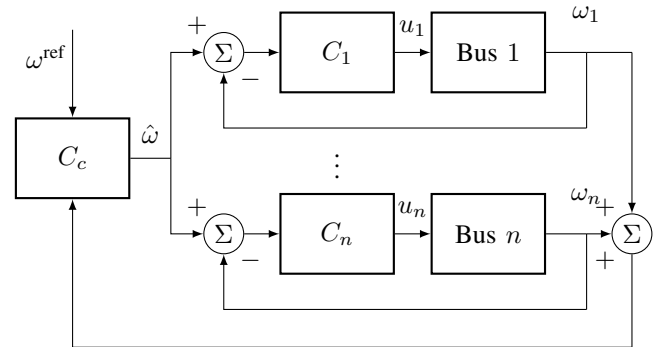 ω^ref
C_c
ω̂
+
Σ
−
C_1
u_1
Bus 1
ω_1
⋮
+
Σ
−
C_n
u_n
Bus n
ω_n
+
Σ
+